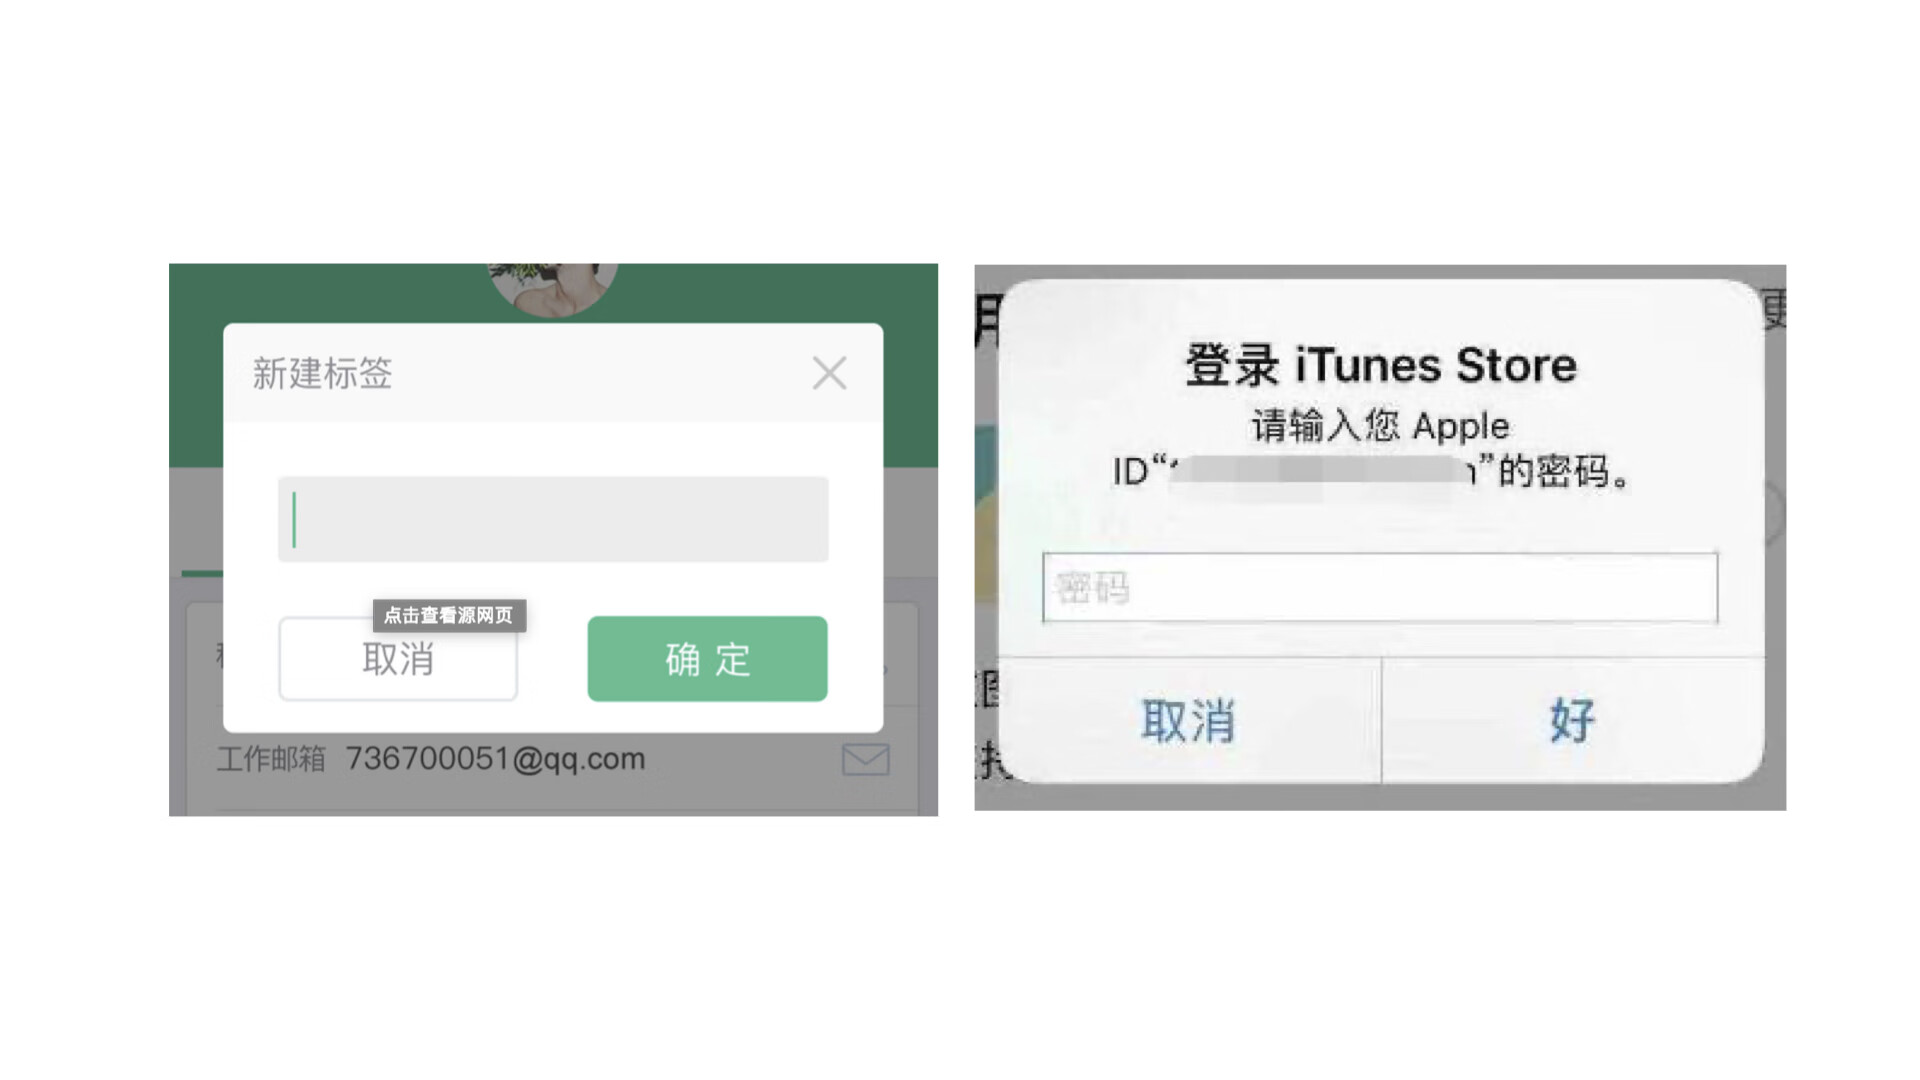 新建标签
点击查看源网页
取消
确 定
工作邮箱 736700051@qq.com
登录 iTunes Store
请输入您 Apple
ID“ ”的密码。
密码
取消
好